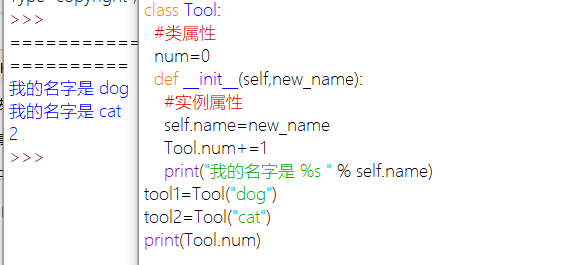 >>>
==========
==========
我的名字是 dog
我的名字是 cat
2
>>>
class Tool:
  #类属性
  num=0
  def __init__(self,new_name):
    #实例属性
    self.name=new_name
    Tool.num+=1
    print("我的名字是 %s " % self.name)
tool1=Tool("dog")
tool2=Tool("cat")
print(Tool.num)